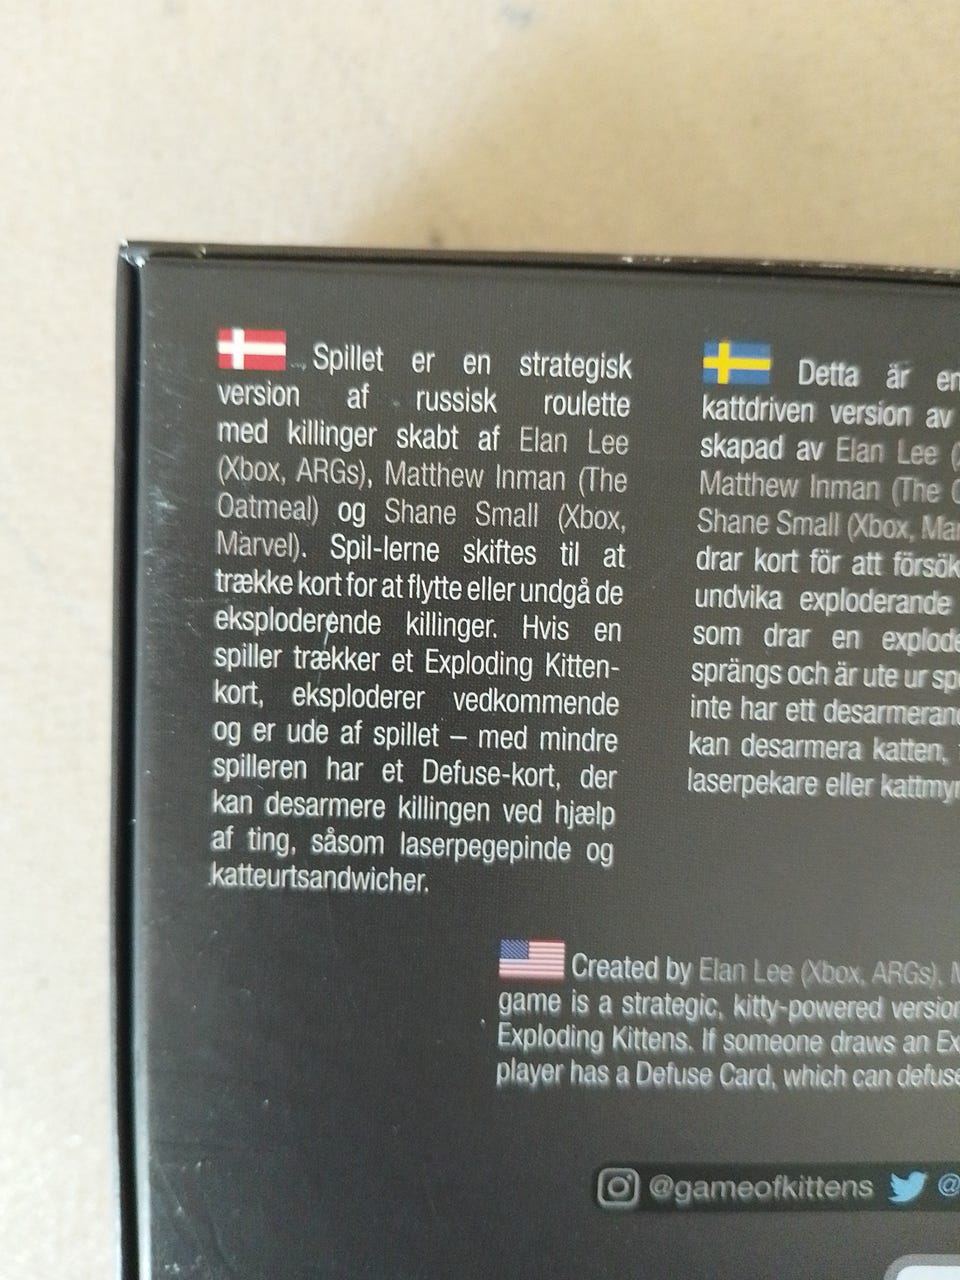 Spillet er en strategisk
version af russisk roulette
med killinger skabt af Elan Lee
(Xbox, ARGs), Matthew Inman (The
Oatmeal) og Shane Small (Xbox,
Marvel). Spil-lerne skiftes til at
trække kort for at flytte eller undgå de
eksploderende killinger. Hvis en
spiller trækker et Exploding Kitten-
kort, eksploderer vedkommende
og er ude af spillet – med mindre
spilleren har et Defuse-kort, der
kan desarmere killingen ved hjælp
af ting, såsom laserpegepinde og
katteurtsandwicher.
Detta är en
kattdriven version av
skapad av Elan Lee (
Matthew Inman (The
Shane Small (Xbox, Mar
drar kort för att försök
undvika exploderande
som drar en explode
sprängs och är ute ur sp
inte har ett desarmeran
kan desarmera katten,
laserpekare eller kattmyn
Created by Elan Lee (Xbox, ARGs),
game is a strategic, kitty-powered version
Exploding Kittens. If someone draws an Ex
player has a Defuse Card, which can defuse
@gameofkittens @